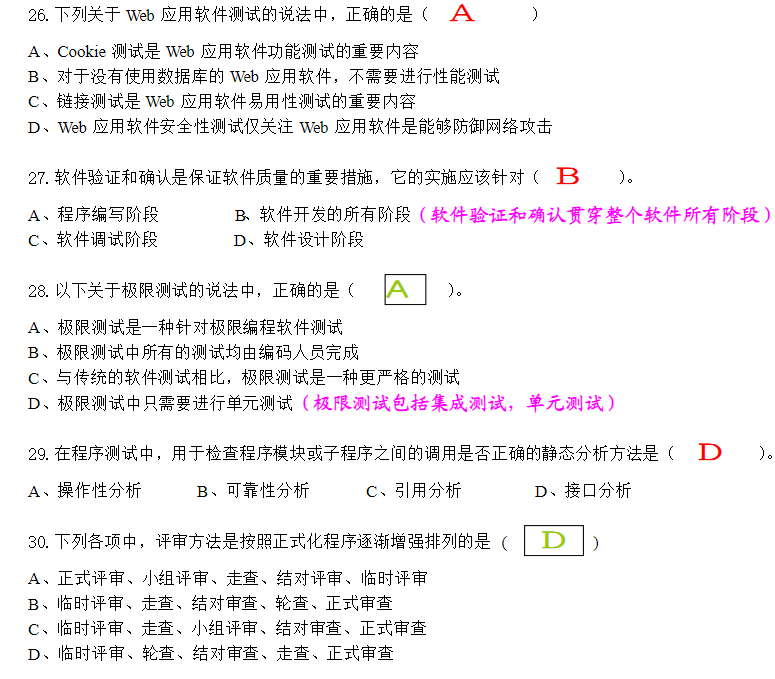 26. 下列关于 Web 应用软件测试的说法中，正确的是（ A ）
A、Cookie 测试是 Web 应用软件功能测试的重要内容
B、对于没有使用数据库的 Web 应用软件，不需要进行性能测试
C、链接测试是 Web 应用软件易用性测试的重要内容
D、Web 应用软件安全性测试仅关注 Web 应用软件是能够防御网络攻击
27. 软件验证和确认是保证软件质量的重要措施，它的实施应该针对（ B ）。
A、程序编写阶段 B、软件开发的所有阶段（软件验证和确认贯穿整个软件所有阶段）
C、软件调试阶段 D、软件设计阶段
28. 以下关于极限测试的说法中，正确的是（ A ）。
A、极限测试是一种针对极限编程软件测试
B、极限测试中所有的测试均由编码人员完成
C、与传统的软件测试相比，极限测试是一种更严格的测试
D、极限测试中只需要进行单元测试（极限测试包括集成测试，单元测试）
29. 在程序测试中，用于检查程序模块或子程序之间的调用是否正确的静态分析方法是（ D ）。
A、操作性分析 B、可靠性分析 C、引用分析 D、接口分析
30. 下列各项中，评审方法是按照正式化程序逐渐增强排列的是 （ D ）
A、正式评审、小组评审、走查、结对评审、临时评审
B、临时评审、走查、结对审查、轮查、正式审查
C、临时评审、走查、小组评审、结对审查、正式审查
D、临时评审、轮查、结对审查、走查、正式审查